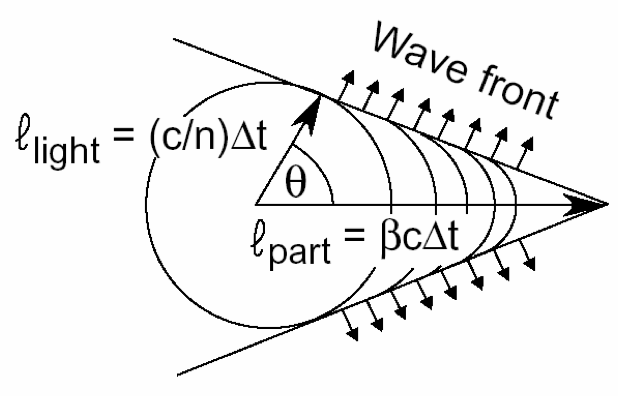 Wave front
ℓlight = (c/n)Δt
θ
ℓpart = βcΔt